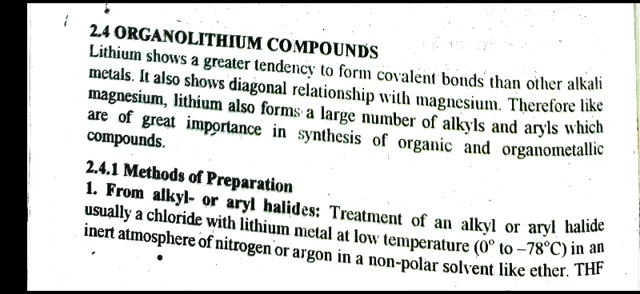 2.4 ORGANOLITHIUM COMPOUNDS
Lithium shows a greater tendency to form covalent bonds than other alkali
metals. It also shows diagonal relationship with magnesium. Therefore like
magnesium, lithium also forms a large number of alkyls and aryls which
are of great importance in synthesis of organic and organometallic
compounds.
2.4.1 Methods of Preparation
1. From alkyl- or aryl halides: Treatment of an alkyl or aryl halide
usually a chloride with lithium metal at low temperature (0° to –78°C) in an
inert atmosphere of nitrogen or argon in a non-polar solvent like ether. THF